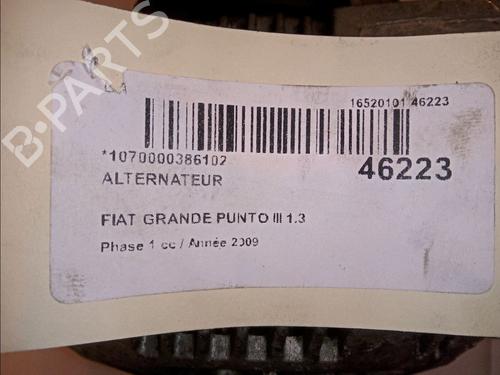 B-PARTS
16520101 46223
*1070000386102
46223
ALTERNATEUR
FIAT GRANDE PUNTO III 1.3
Phase 1 cc / Année 2009